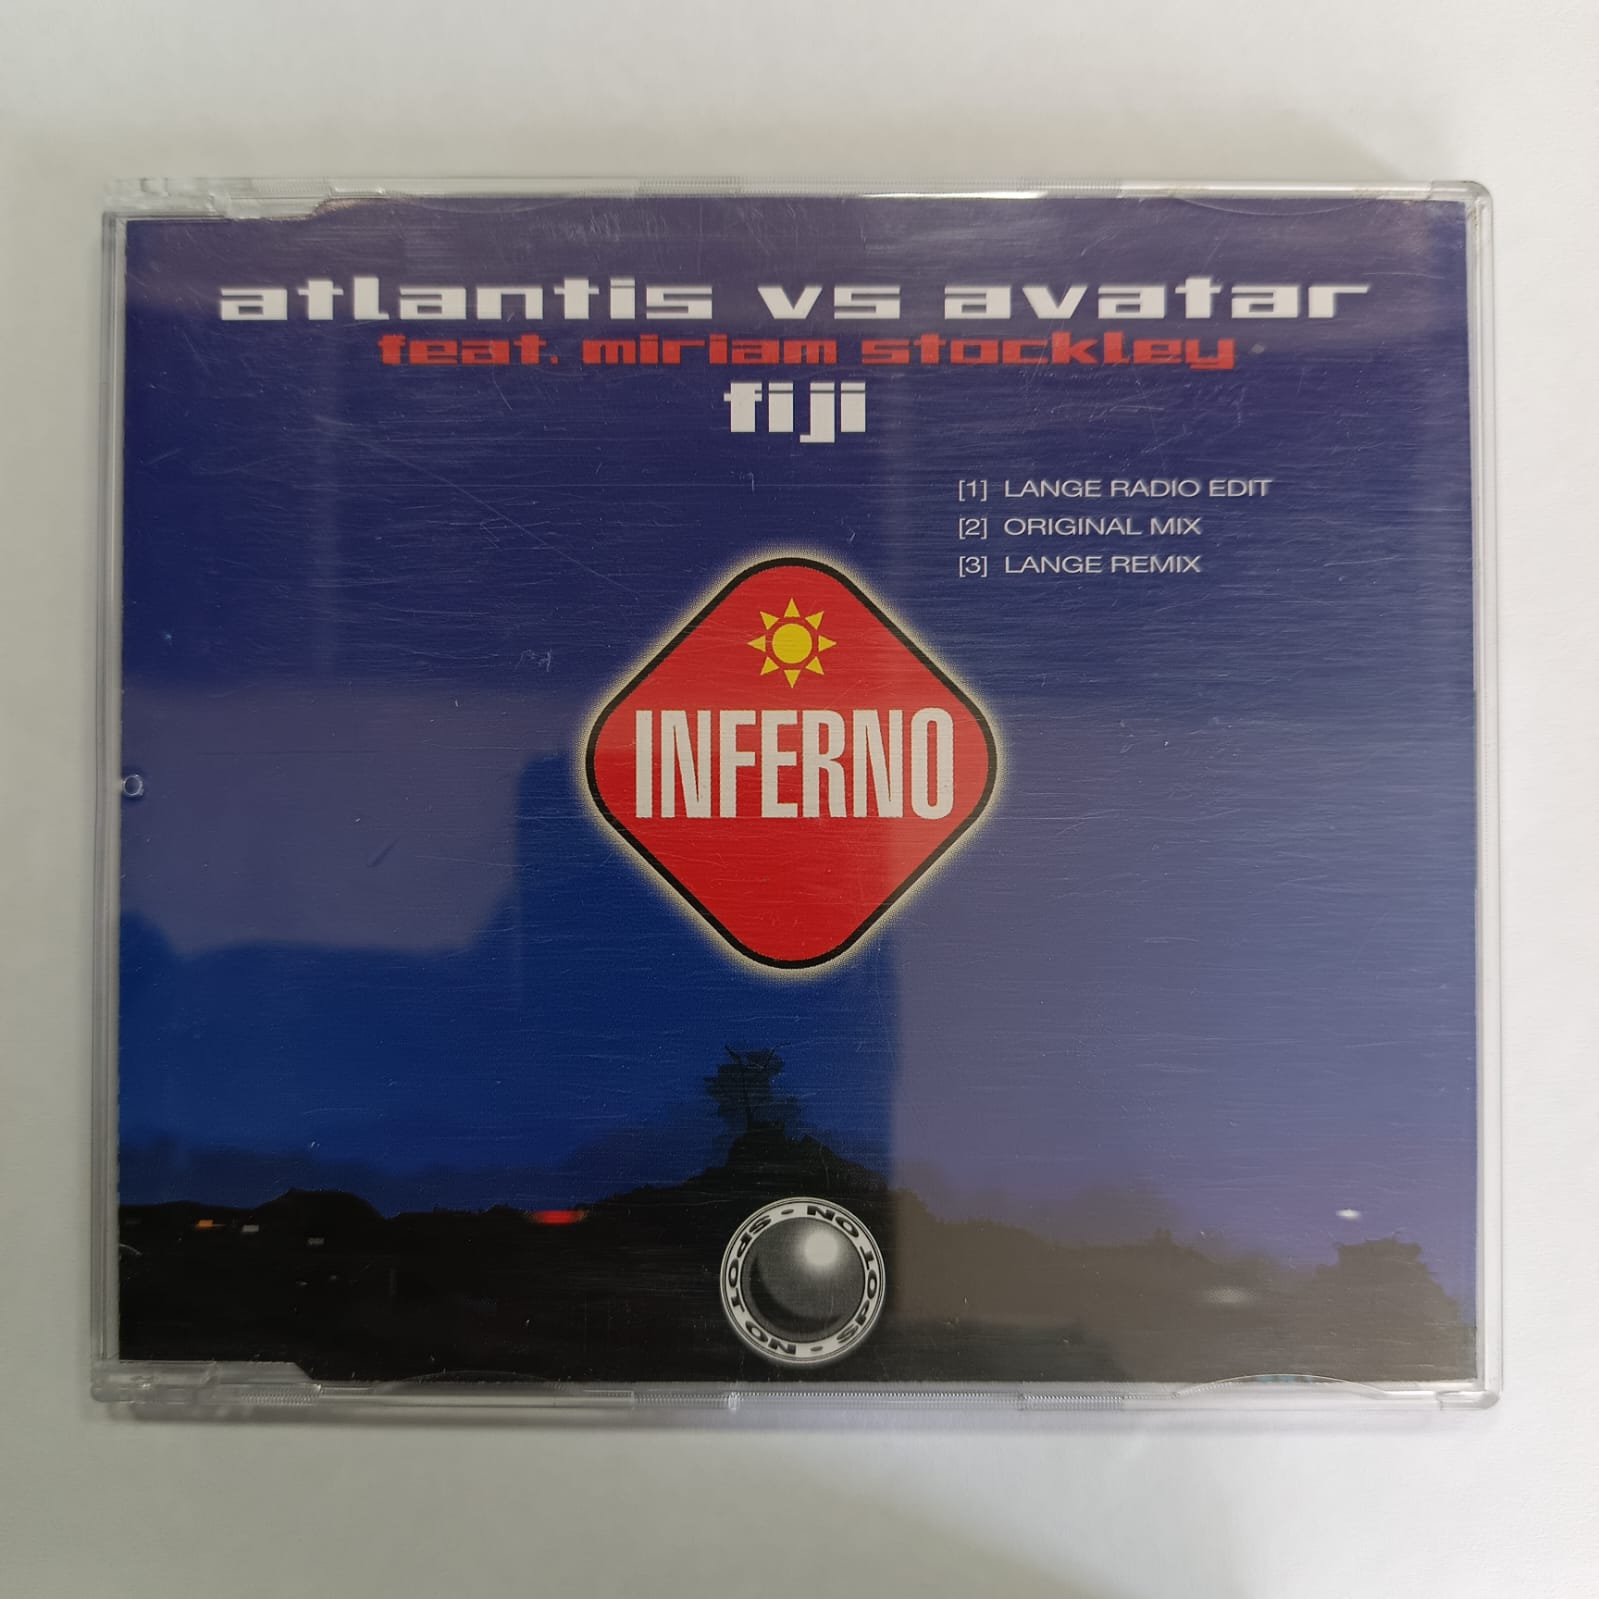 atlantis vs avatar
feat. miriam stockley
fiji
[1] LANGE RADIO EDIT
[2] ORIGINAL MIX
[3] LANGE REMIX
INFERNO
SPOT ON · SPOT ON ·